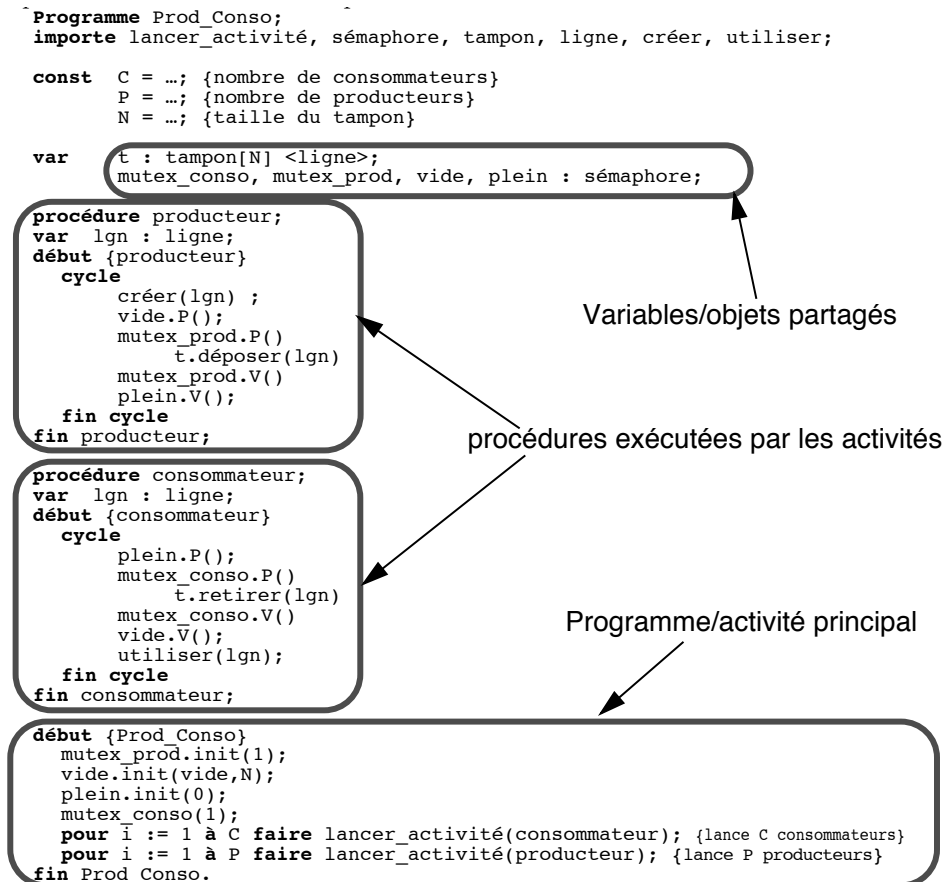 Programme Prod_Conso;
importe lancer_activité, sémaphore, tampon, ligne, créer, utiliser;
const C = …; {nombre de consommateurs}
P = …; {nombre de producteurs}
N = …; {taille du tampon}
var t : tampon[N] <ligne>;
mutex_conso, mutex_prod, vide, plein : sémaphore;
procédure producteur;
var lgn : ligne;
début {producteur}
cycle
créer(lgn) ;
vide.P();
mutex_prod.P()
t.déposer(lgn)
mutex_prod.V()
plein.V();
fin cycle
fin producteur;
Variables/objets partagés
procédures exécutées par les activités
procédure consommateur;
var lgn : ligne;
début {consommateur}
cycle
plein.P();
mutex_conso.P()
t.retirer(lgn)
mutex_conso.V()
vide.V();
utiliser(lgn);
fin cycle
fin consommateur;
Programme/activité principal
début {Prod_Conso}
mutex_prod.init(1);
vide.init(vide,N);
plein.init(0);
mutex_conso(1);
pour i := 1 à C faire lancer_activité(consommateur); {lance C consommateurs}
pour i := 1 à P faire lancer_activité(producteur); {lance P producteurs}
fin Prod_Conso.